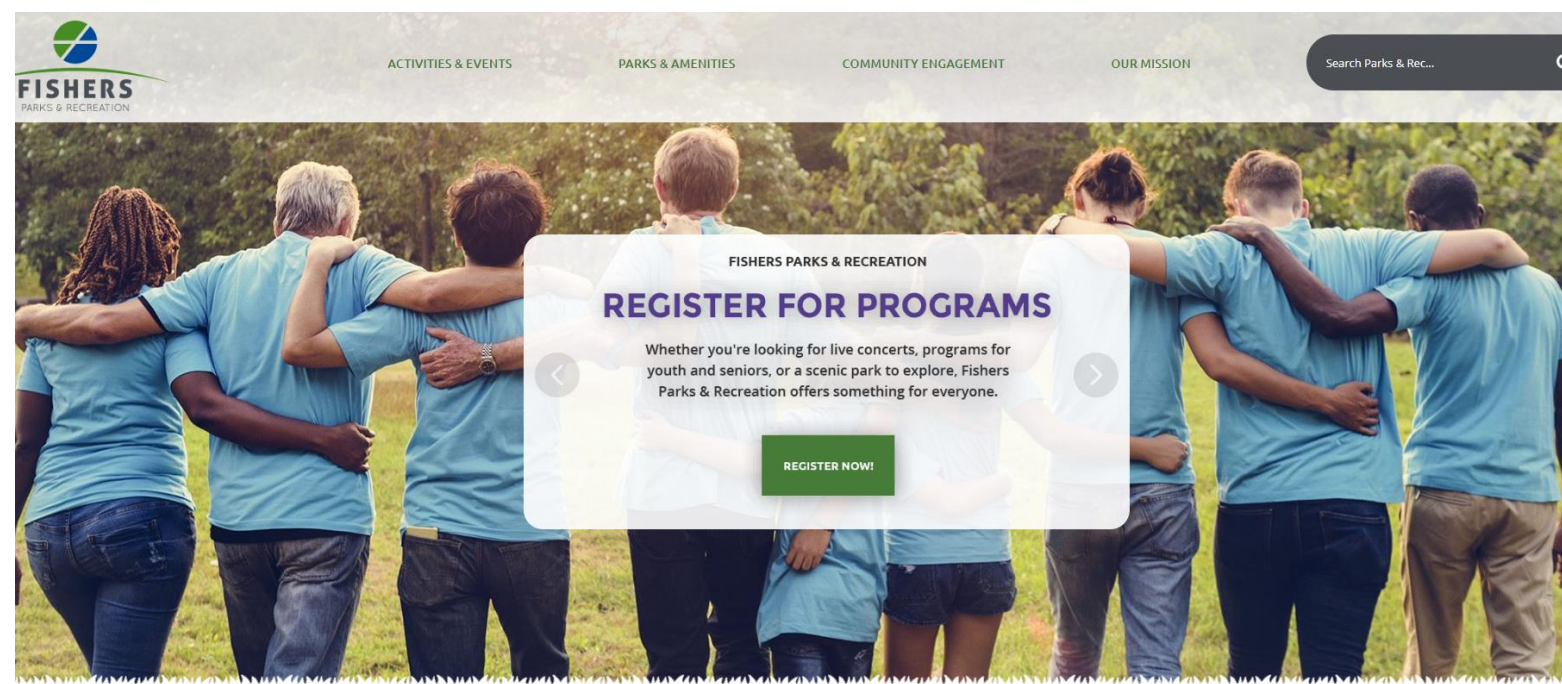 FISHERS
PARKS & RECREATION
ACTIVITIES & EVENTS
PARKS & AMENITIES
COMMUNITY ENGAGEMENT
OUR MISSION
Search Parks & Rec...
FISHERS PARKS & RECREATION
REGISTER FOR PROGRAMS
Whether you're looking for live concerts, programs for
youth and seniors, or a scenic park to explore, Fishers
Parks & Recreation offers something for everyone.
REGISTER NOW!